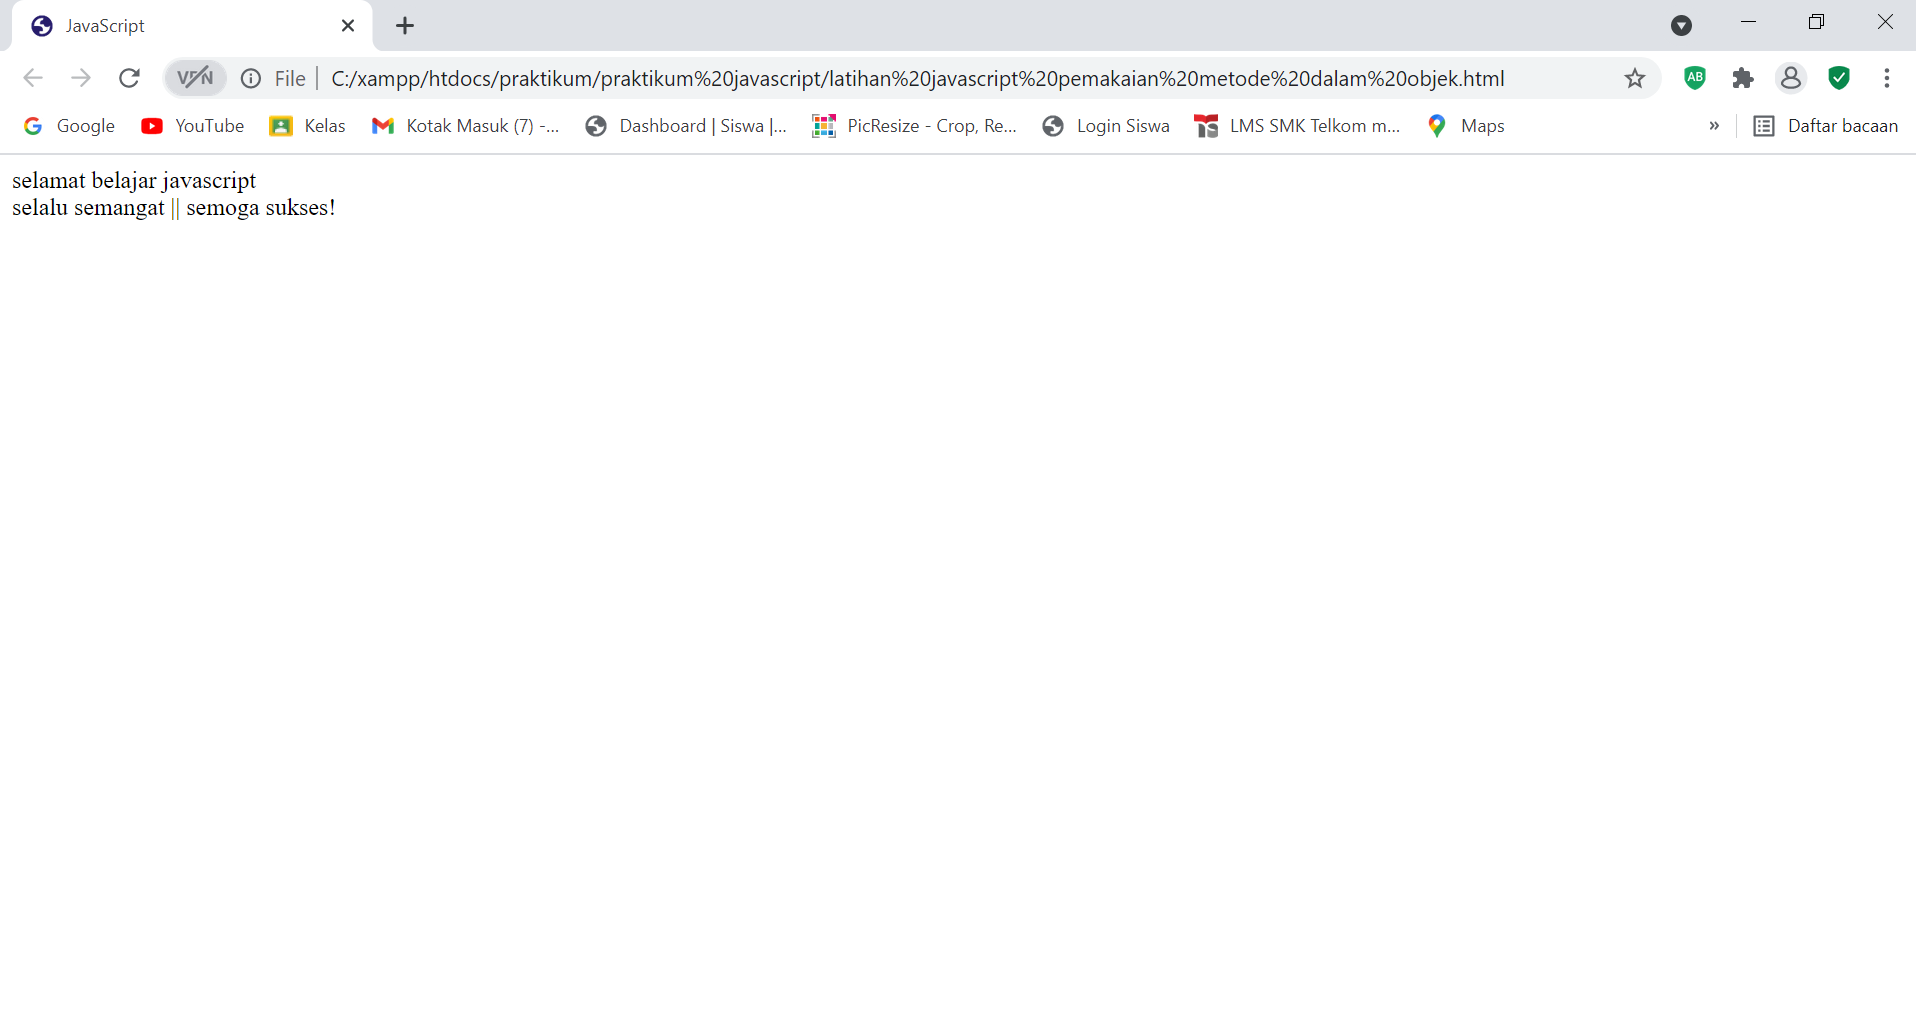 JavaScript
VPN File C:/xampp/htdocs/praktikum/praktikum%20javascript/latihan%20javascript%20pemakaian%20metode%20dalam%20objek.html AB
Google YouTube Kelas Kotak Masuk (7) -... Dashboard | Siswa |... PicResize - Crop, Re... Login Siswa TS LMS SMK Telkom m... Maps » Daftar bacaan
selamat belajar javascript
selalu semangat || semoga sukses!